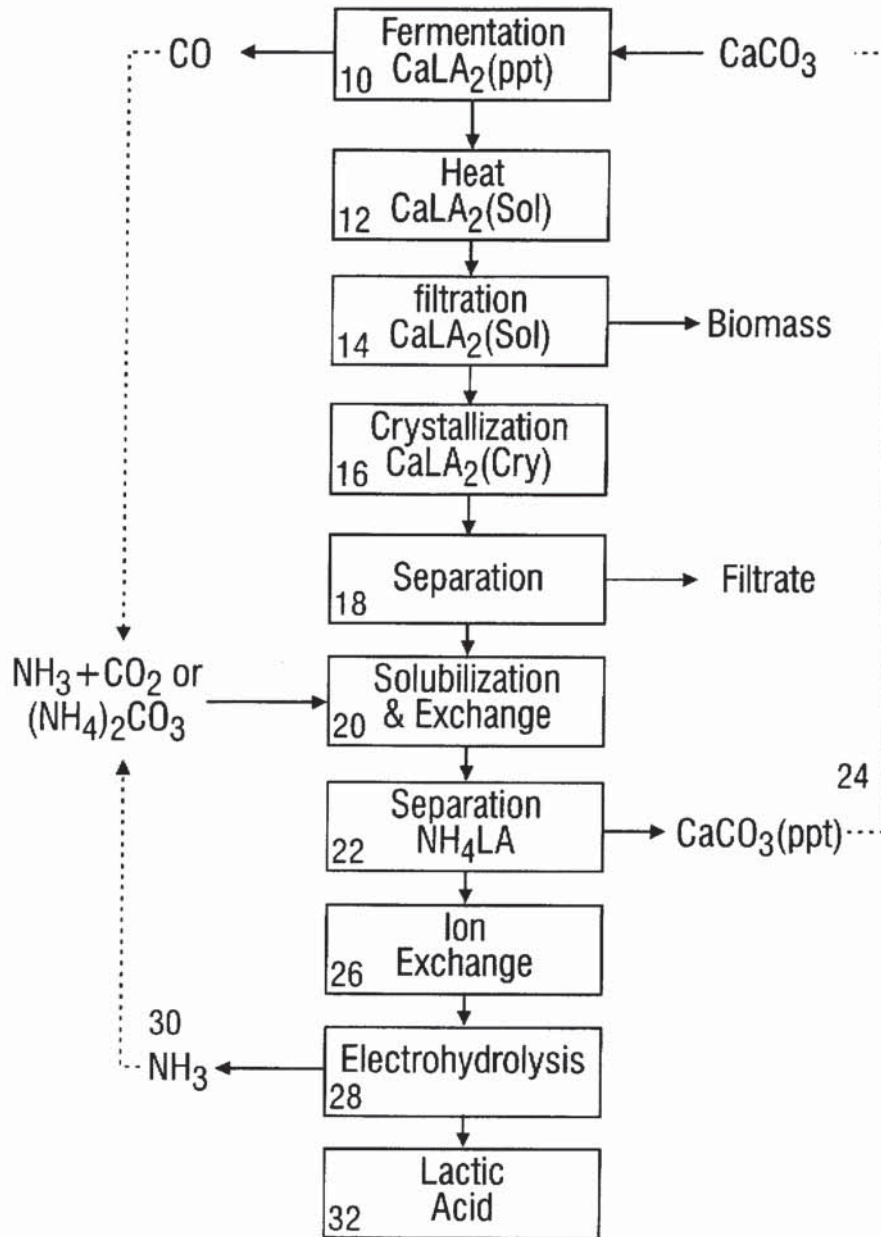 Fermentation
CO
CaLA₂(ppt)
CaCO₃
10
Heat
CaLA₂(Sol)
12
filtration
CaLA₂(Sol)
Biomass
14
Crystallization
CaLA₂(Cry)
16
Separation
Filtrate
18
NH₃+CO₂ or
(NH₄)₂CO₃
Solubilization
& Exchange
20
Separation
24
NH₄LA
CaCO₃(ppt)
22
Ion
Exchange
26
30
NH₃
Electrohydrolysis
28
Lactic
Acid
32